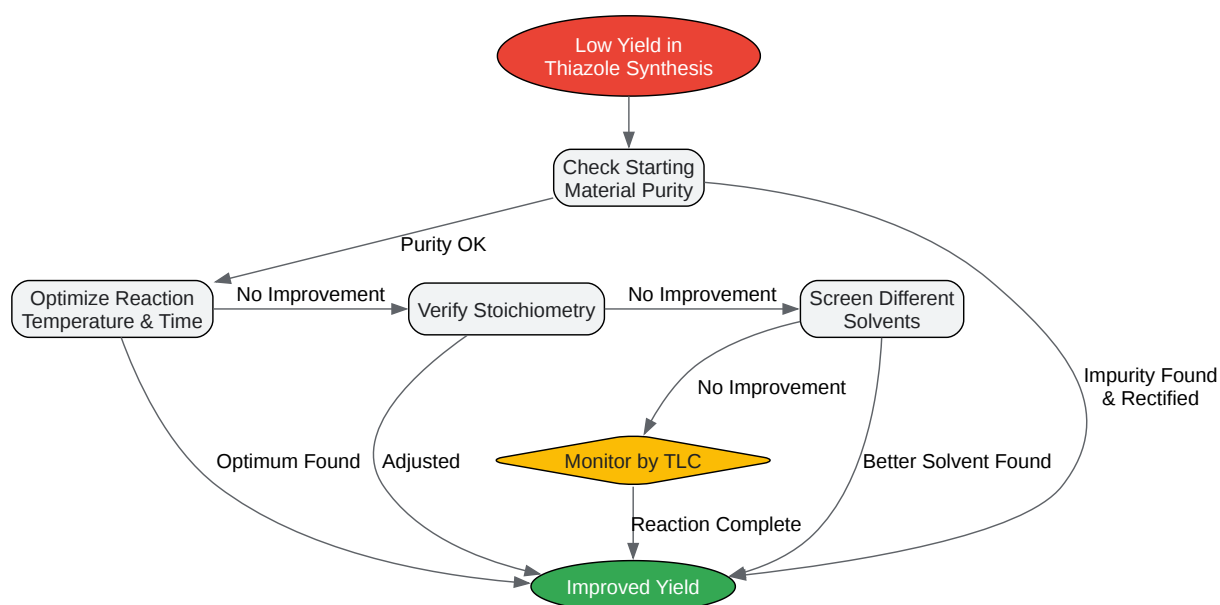 Low Yield in
Thiazole Synthesis
Check Starting
Material Purity
Purity OK
Optimize Reaction
Temperature & Time
No Improvement
Verify Stoichiometry
No Improvement
Screen Different
Solvents
Impurity Found
& Rectified
No Improvement
Optimum Found
Adjusted
Monitor by TLC
Better Solvent Found
Reaction Complete
Improved Yield